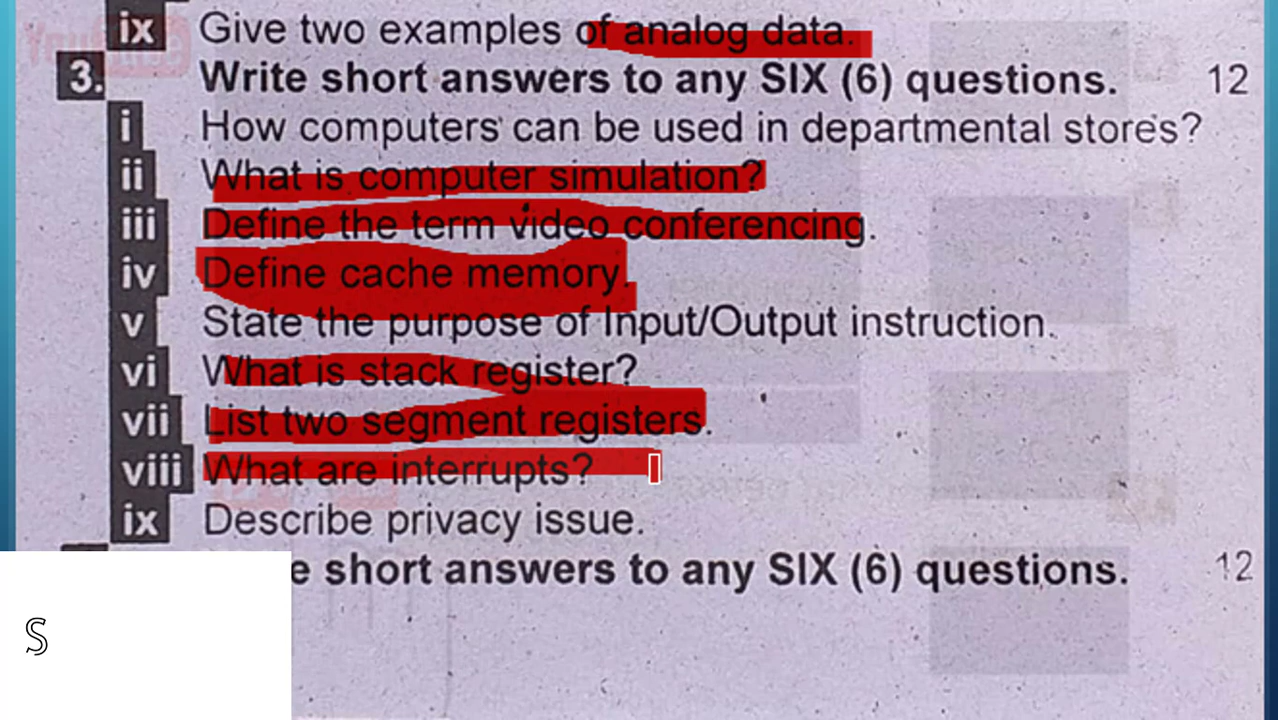 ix Give two examples of analog data.
3. Write short answers to any SIX (6) questions. 12
i How computers can be used in departmental stores?
ii What is computer simulation?
iii Define the term video conferencing.
iv Define cache memory.
v State the purpose of Input/Output instruction.
vi What is stack register?
vii List two segment registers.
viii What are interrupts?
ix Describe privacy issue.
e short answers to any SIX (6) questions. 12
S